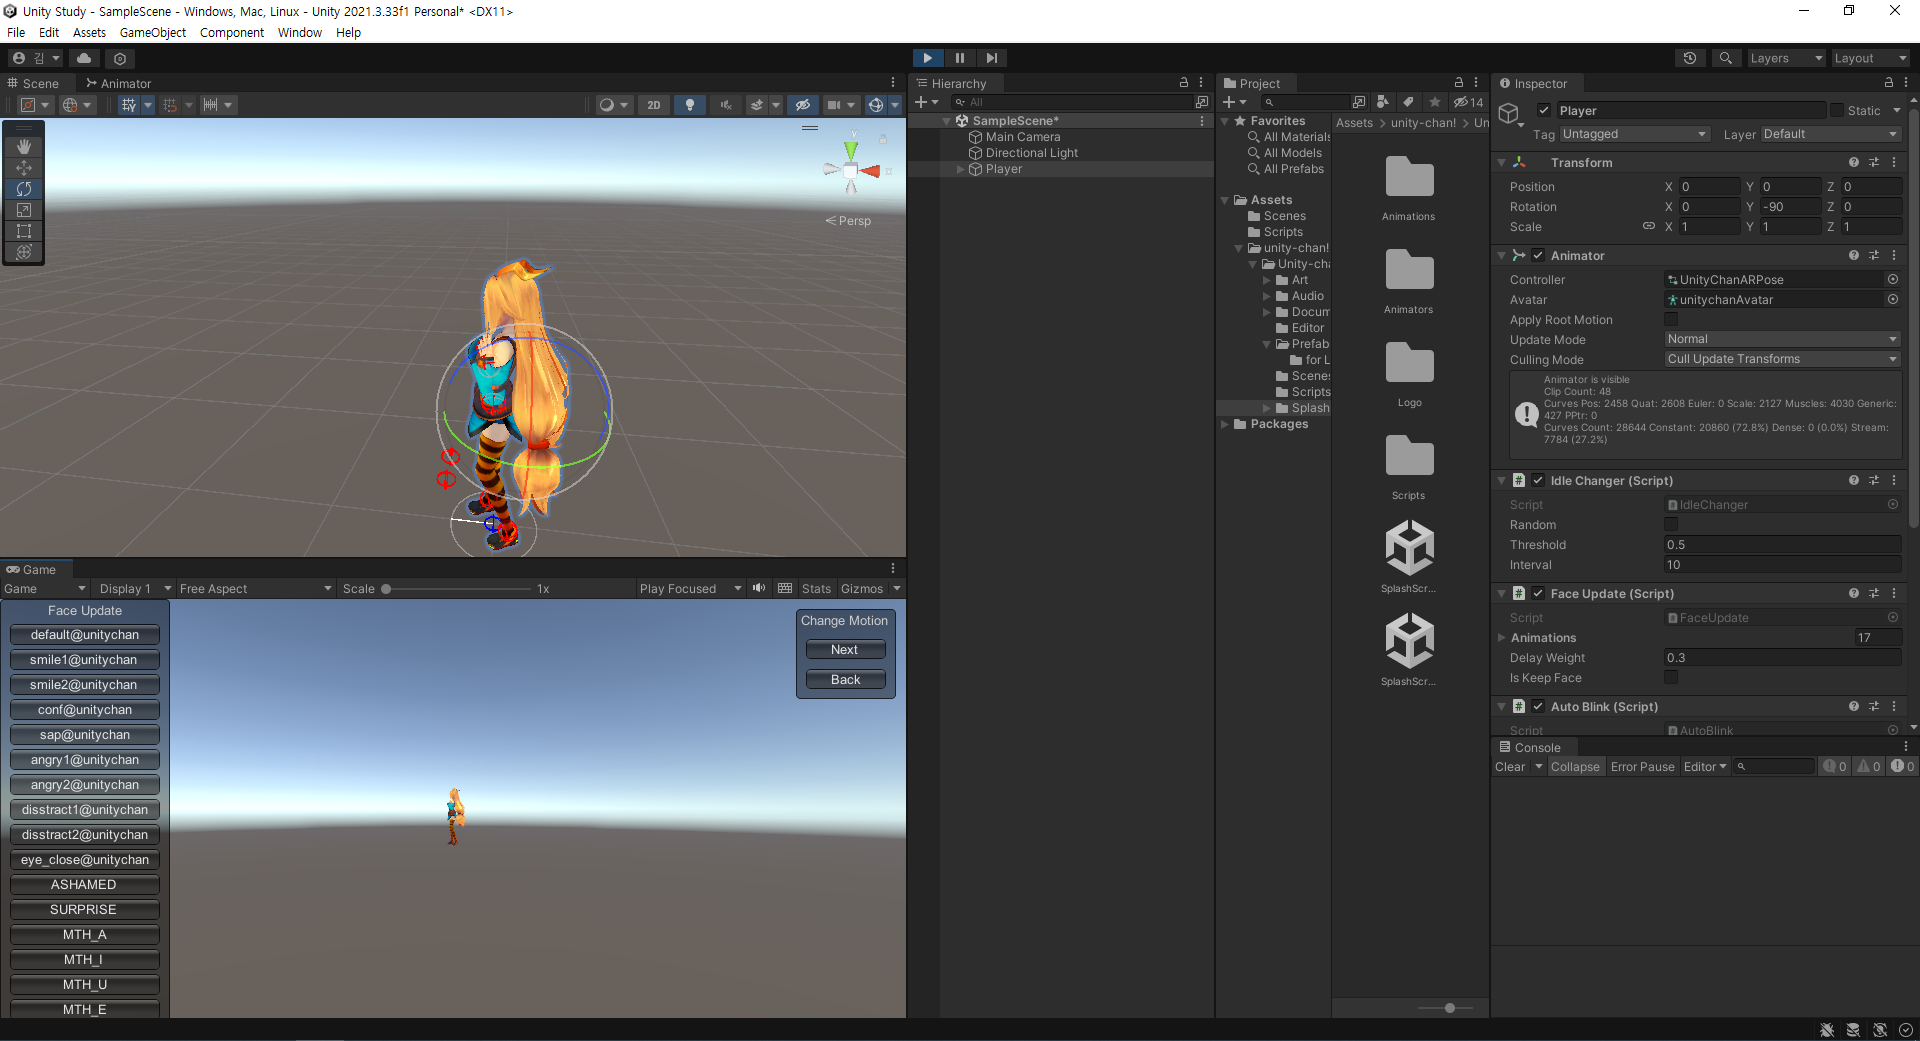 Unity Study - SampleScene - Windows, Mac, Linux - Unity 2021.3.33f1 Personal* <DX11>
File Edit Assets GameObject Component Window Help
김
Layers Layout
Scene Animator
2D
Y
Persp
Game
Game Display 1 Free Aspect Scale 1x Play Focused Stats Gizmos
Face Update
default@unitychan
smile1@unitychan
smile2@unitychan
conf@unitychan
sap@unitychan
angry1@unitychan
angry2@unitychan
disstract1@unitychan
disstract2@unitychan
eye_close@unitychan
ASHAMED
SURPRISE
MTH_A
MTH_I
MTH_U
MTH_E
Change Motion
Next
Back
Hierarchy
All
SampleScene*
Main Camera
Directional Light
Player
Project
14
Favorites
All Materials
All Models
All Prefabs
Assets
Scenes
Scripts
unity-chan!
Unity-cha
Art
Audio
Docum
Editor
Prefab
for L
Scenes
Scripts
Splash
Packages
Assets > unity-chan! > Un
Animations
Animators
Logo
Scripts
SplashScr...
SplashScr...
Inspector
Player Static
Tag Untagged Layer Default
Transform
Position X 0 Y 0 Z 0
Rotation X 0 Y -90 Z 0
Scale X 1 Y 1 Z 1
Animator
Controller UnityChanARPose
Avatar unitychanAvatar
Apply Root Motion
Update Mode Normal
Culling Mode Cull Update Transforms
Animator is visible
Clip Count: 48
Curves Pos: 2458 Quat: 2608 Euler: 0 Scale: 2127 Muscles: 4030 Generic:
427 PPtr: 0
Curves Count: 28644 Constant: 20860 (72.8%) Dense: 0 (0.0%) Stream:
7784 (27.2%)
Idle Changer (Script)
Script IdleChanger
Random
Threshold 0.5
Interval 10
Face Update (Script)
Script FaceUpdate
Animations 17
Delay Weight 0.3
Is Keep Face
Auto Blink (Script)
Script AutoBlink
Console
Clear Collapse Error Pause Editor 0 0 0